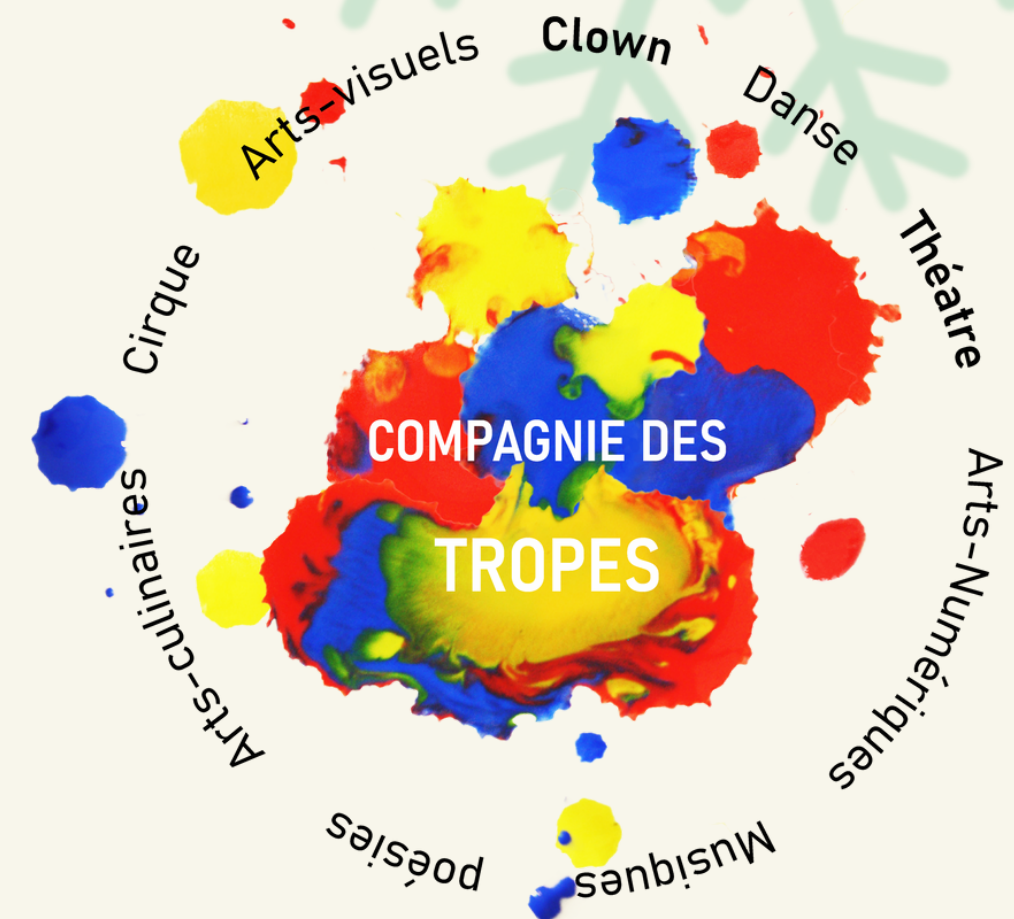 Clown
Danse
Théatre
Arts-Numériques
Musiques
poésies
Arts-culinaires
Cirque
Arts-visuels
COMPAGNIE DES
TROPES